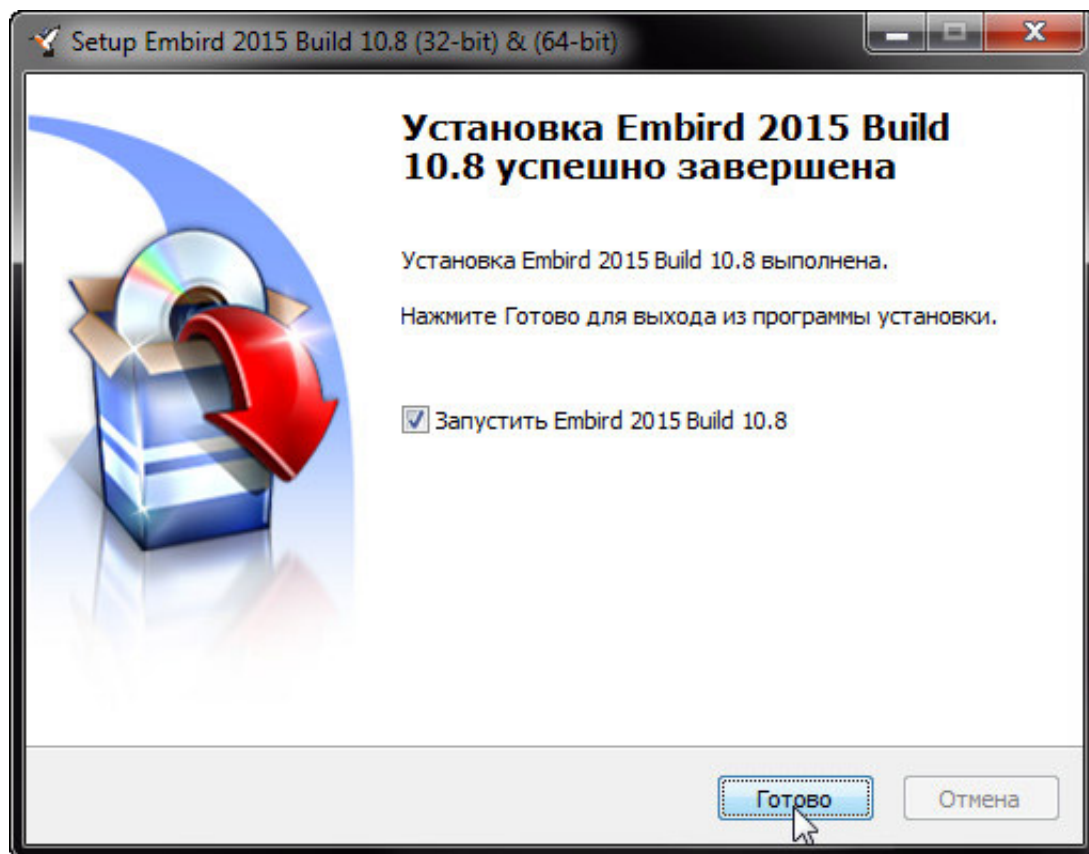 Setup Embird 2015 Build 10.8 (32-bit) & (64-bit)
Установка Embird 2015 Build
10.8 успешно завершена
Установка Embird 2015 Build 10.8 выполнена.
Нажмите Готово для выхода из программы установки.
Запустить Embird 2015 Build 10.8
Готово
Отмена